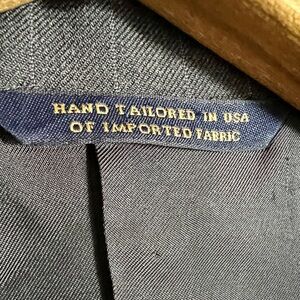 HAND TAILORED IN USA
OF IMPORTED FABRIC